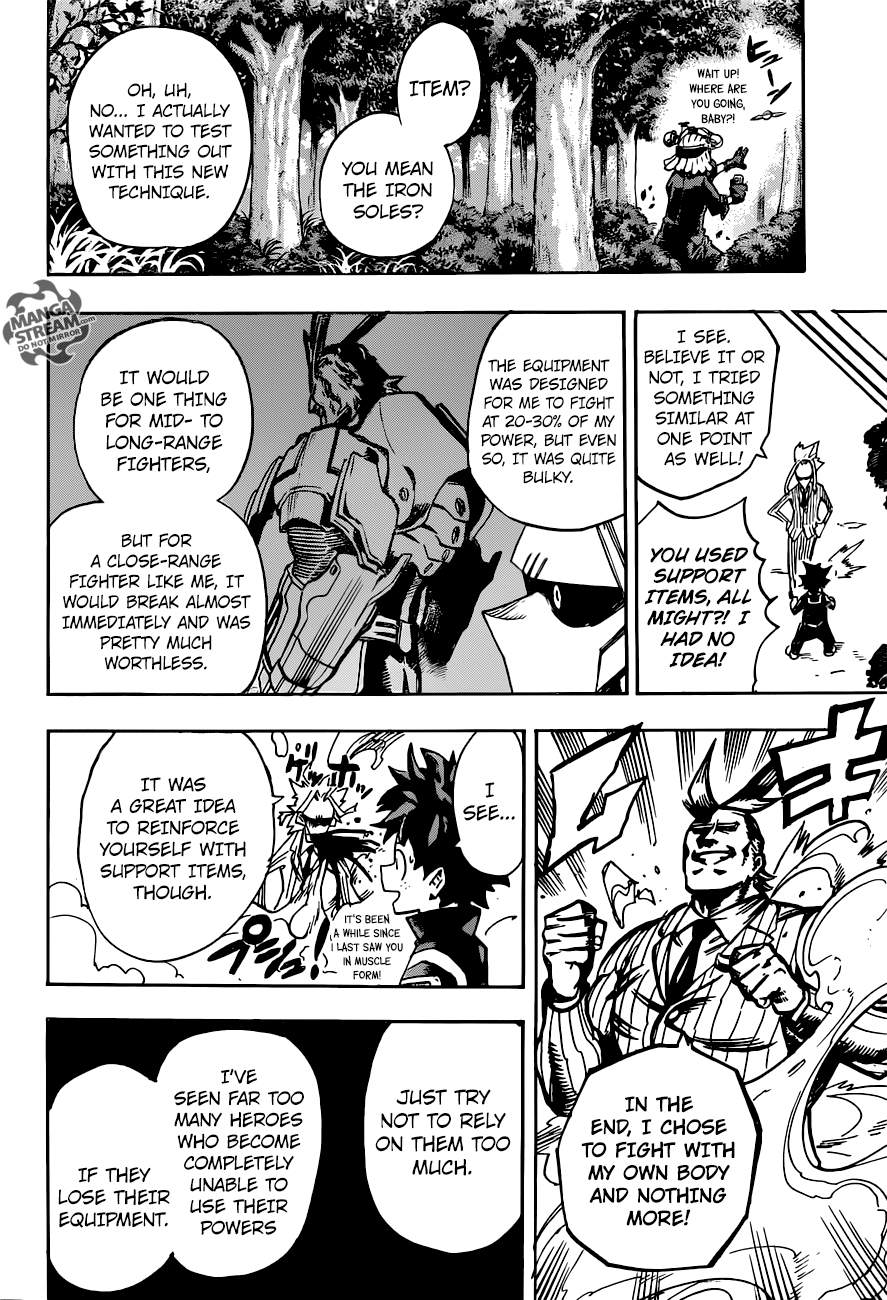 ヒューン
WAIT UP!
WHERE ARE
YOU GOING,
BABY?!
ITEM?
YOU MEAN
THE IRON
SOLES?
OH, UH,
NO... I ACTUALLY
WANTED TO TEST
SOMETHING OUT
WITH THIS NEW
TECHNIQUE.
MANGA
STREAM.com
DO NOT MIRROR
I SEE.
BELIEVE IT OR
NOT, I TRIED
SOMETHING
SIMILAR AT
ONE POINT
AS WELL!
YOU USED
SUPPORT
ITEMS, ALL
MIGHT?! I
HAD NO
IDEA!
THE EQUIPMENT
WAS DESIGNED
FOR ME TO FIGHT
AT 20-30% OF MY
POWER, BUT EVEN
SO, IT WAS QUITE
BULKY.
IT WOULD
BE ONE THING
FOR MID- TO
LONG-RANGE
FIGHTERS,
BUT FOR
A CLOSE-RANGE
FIGHTER LIKE ME, IT
WOULD BREAK ALMOST
IMMEDIATELY AND WAS
PRETTY MUCH
WORTHLESS.
IN THE
END, I CHOSE
TO FIGHT WITH
MY OWN BODY
AND NOTHING
MORE!
I
SEE...
IT'S BEEN
A WHILE SINCE
I LAST SAW YOU
IN MUSCLE
FORM!
IT WAS
A GREAT IDEA
TO REINFORCE
YOURSELF WITH
SUPPORT ITEMS,
THOUGH.
JUST TRY
NOT TO RELY
ON THEM TOO
MUCH.
I'VE
SEEN FAR TOO
MANY HEROES
WHO BECOME
COMPLETELY
UNABLE TO
USE THEIR
POWERS
IF THEY
LOSE THEIR
EQUIPMENT.